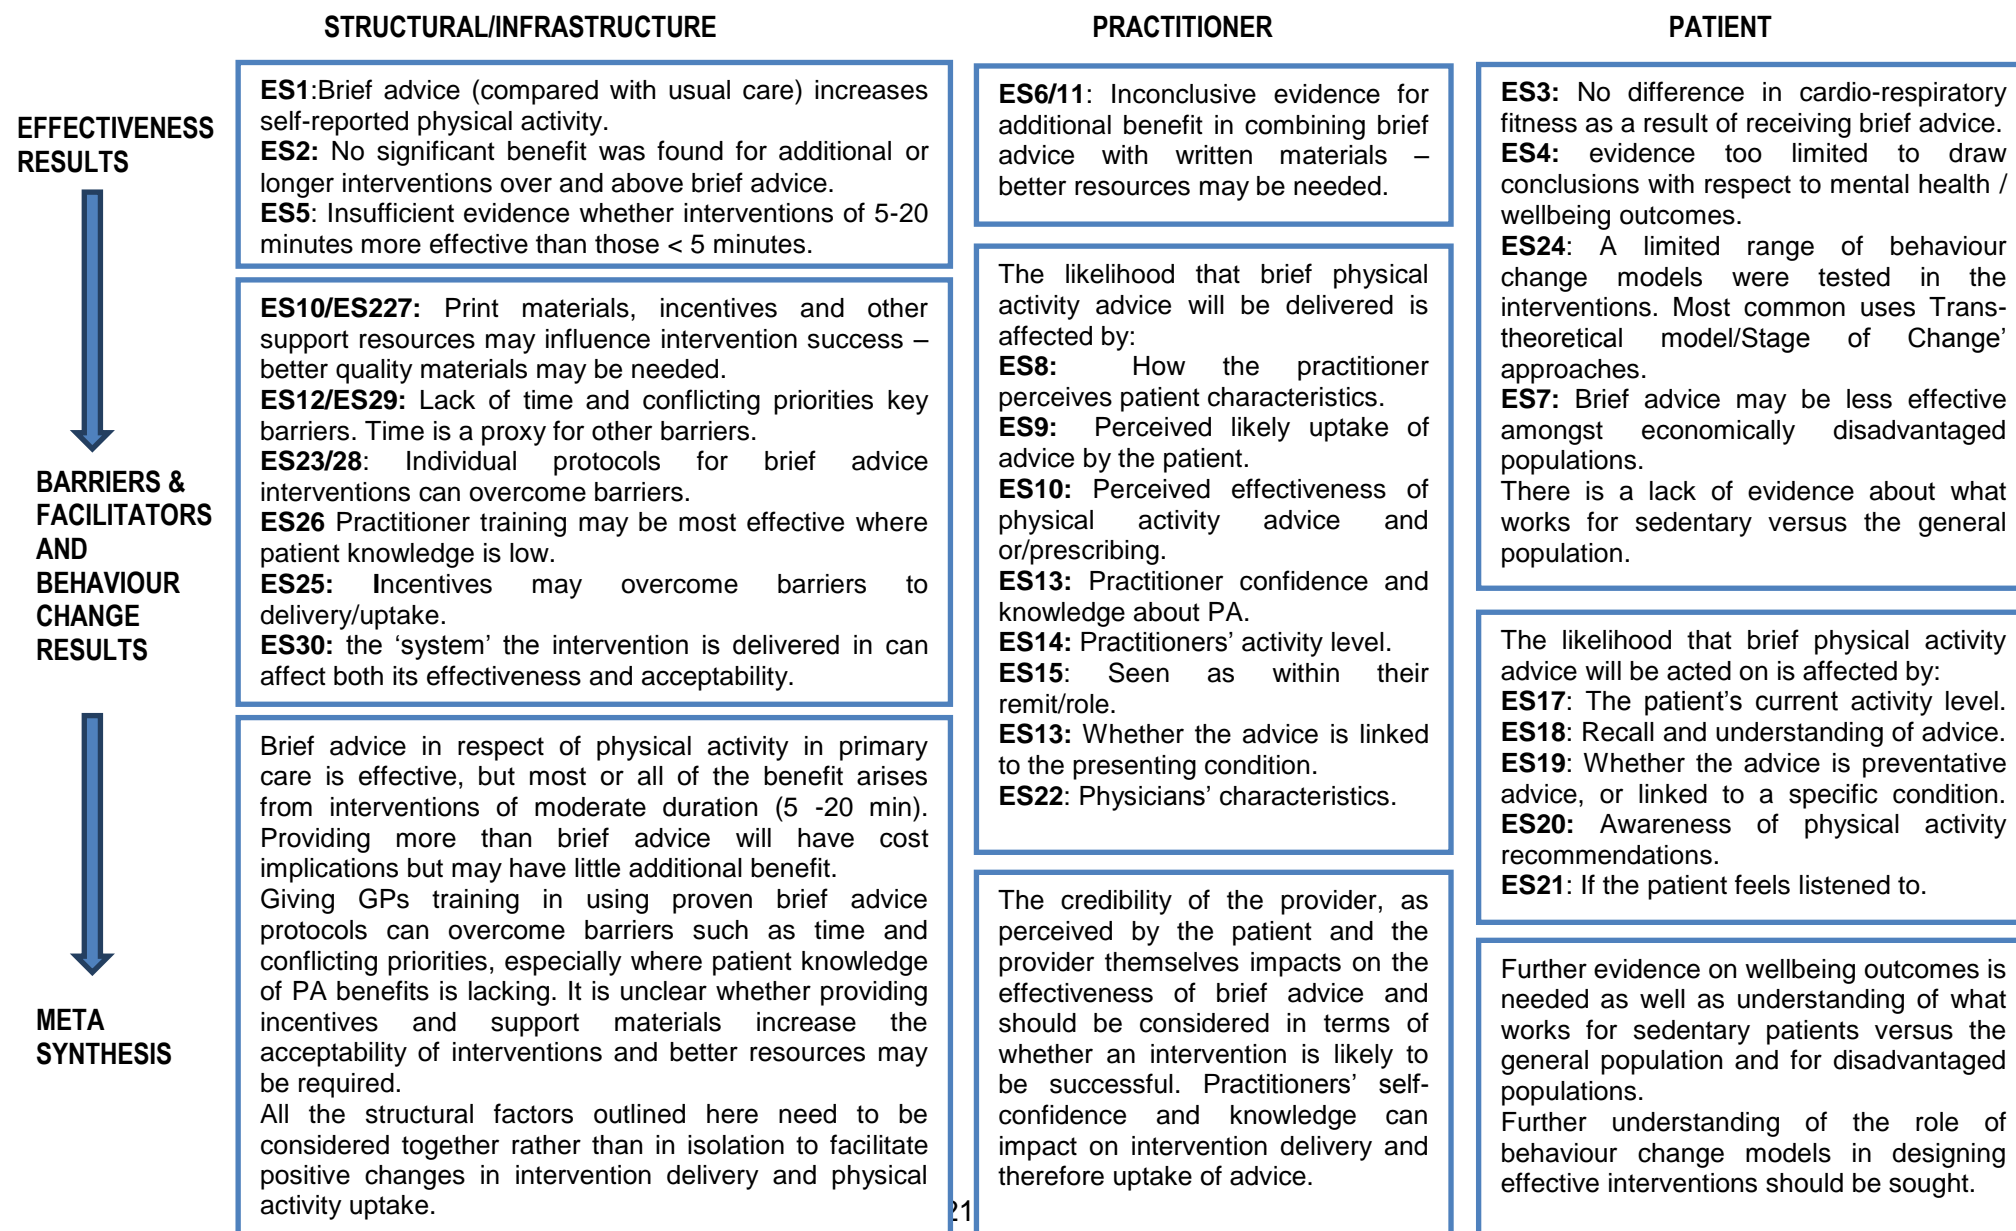 STRUCTURAL/INFRASTRUCTURE
PRACTITIONER
PATIENT
EFFECTIVENESS
RESULTS
ES1:Brief advice (compared with usual care) increases
self-reported physical activity.
ES2: No significant benefit was found for additional or
longer interventions over and above brief advice.
ES5: Insufficient evidence whether interventions of 5-20
minutes more effective than those < 5 minutes.
ES6/11: Inconclusive evidence for
additional benefit in combining brief
advice with written materials –
better resources may be needed.
ES3: No difference in cardio-respiratory
fitness as a result of receiving brief advice.
ES4: evidence too limited to draw
conclusions with respect to mental health /
wellbeing outcomes.
ES24: A limited range of behaviour
change models were tested in the
interventions. Most common uses Trans-
theoretical model/Stage of Change’
approaches.
ES7: Brief advice may be less effective
amongst economically disadvantaged
populations.
There is a lack of evidence about what
works for sedentary versus the general
population.
BARRIERS &
FACILITATORS
AND
BEHAVIOUR
CHANGE
RESULTS
ES10/ES227: Print materials, incentives and other
support resources may influence intervention success –
better quality materials may be needed.
ES12/ES29: Lack of time and conflicting priorities key
barriers. Time is a proxy for other barriers.
ES23/28: Individual protocols for brief advice
interventions can overcome barriers.
ES26 Practitioner training may be most effective where
patient knowledge is low.
ES25: Incentives may overcome barriers to
delivery/uptake.
ES30: the ‘system’ the intervention is delivered in can
affect both its effectiveness and acceptability.
The likelihood that brief physical
activity advice will be delivered is
affected by:
ES8: How the practitioner
perceives patient characteristics.
ES9: Perceived likely uptake of
advice by the patient.
ES10: Perceived effectiveness of
physical activity advice and
or/prescribing.
ES13: Practitioner confidence and
knowledge about PA.
ES14: Practitioners’ activity level.
ES15: Seen as within their
remit/role.
ES13: Whether the advice is linked
to the presenting condition.
ES22: Physicians’ characteristics.
The likelihood that brief physical activity
advice will be acted on is affected by:
ES17: The patient’s current activity level.
ES18: Recall and understanding of advice.
ES19: Whether the advice is preventative
advice, or linked to a specific condition.
ES20: Awareness of physical activity
recommendations.
ES21: If the patient feels listened to.
META
SYNTHESIS
Brief advice in respect of physical activity in primary
care is effective, but most or all of the benefit arises
from interventions of moderate duration (5 -20 min).
Providing more than brief advice will have cost
implications but may have little additional benefit.
Giving GPs training in using proven brief advice
protocols can overcome barriers such as time and
conflicting priorities, especially where patient knowledge
of PA benefits is lacking. It is unclear whether providing
incentives and support materials increase the
acceptability of interventions and better resources may
be required.
All the structural factors outlined here need to be
considered together rather than in isolation to facilitate
positive changes in intervention delivery and physical
activity uptake.
The credibility of the provider, as
perceived by the patient and the
provider themselves impacts on the
effectiveness of brief advice and
should be considered in terms of
whether an intervention is likely to
be successful. Practitioners’ self-
confidence and knowledge can
impact on intervention delivery and
therefore uptake of advice.
Further evidence on wellbeing outcomes is
needed as well as understanding of what
works for sedentary patients versus the
general population and for disadvantaged
populations.
Further understanding of the role of
behaviour change models in designing
effective interventions should be sought.
21